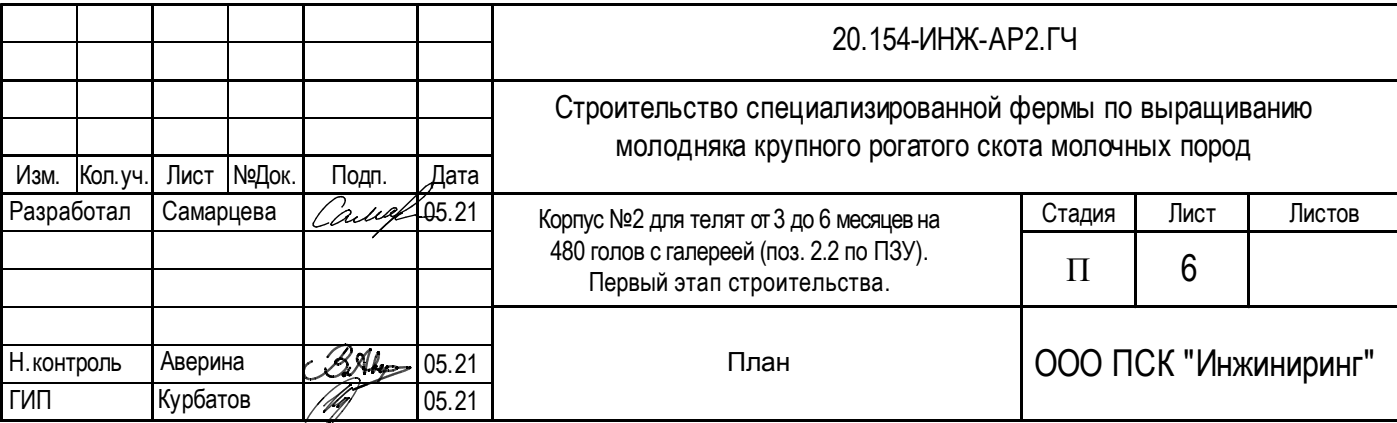 20.154-ИНЖ-АР2.ГЧ
Строительство специализированной фермы по выращиванию
молодняка крупного рогатого скота молочных пород
Изм. Кол.уч. Лист №Док. Подп. Дата
Разработал Самарцева Самар 05.21
Корпус №2 для телят от 3 до 6 месяцев на
480 голов с галереей (поз. 2.2 по ПЗУ).
Первый этап строительства.
Стадия Лист Листов
П 6
Н.контроль Аверина 05.21
ГИП Курбатов 05.21
План
ООО ПСК "Инжиниринг"